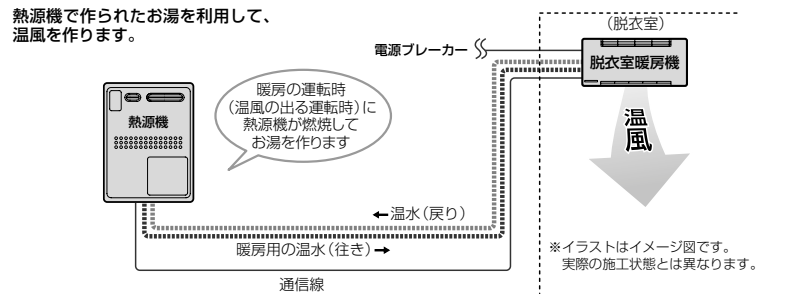 熱源機で作られたお湯を利用して、
温風を作ります。
(脱衣室)
電源ブレーカー
脱衣室暖房機
暖房の運転時
(温風の出る運転時)に
熱源機が燃焼して
お湯を作ります
熱源機
温風
←温水(戻り)
暖房用の温水(往き)→
※イラストはイメージ図です。
実際の施工状態とは異なります。
通信線